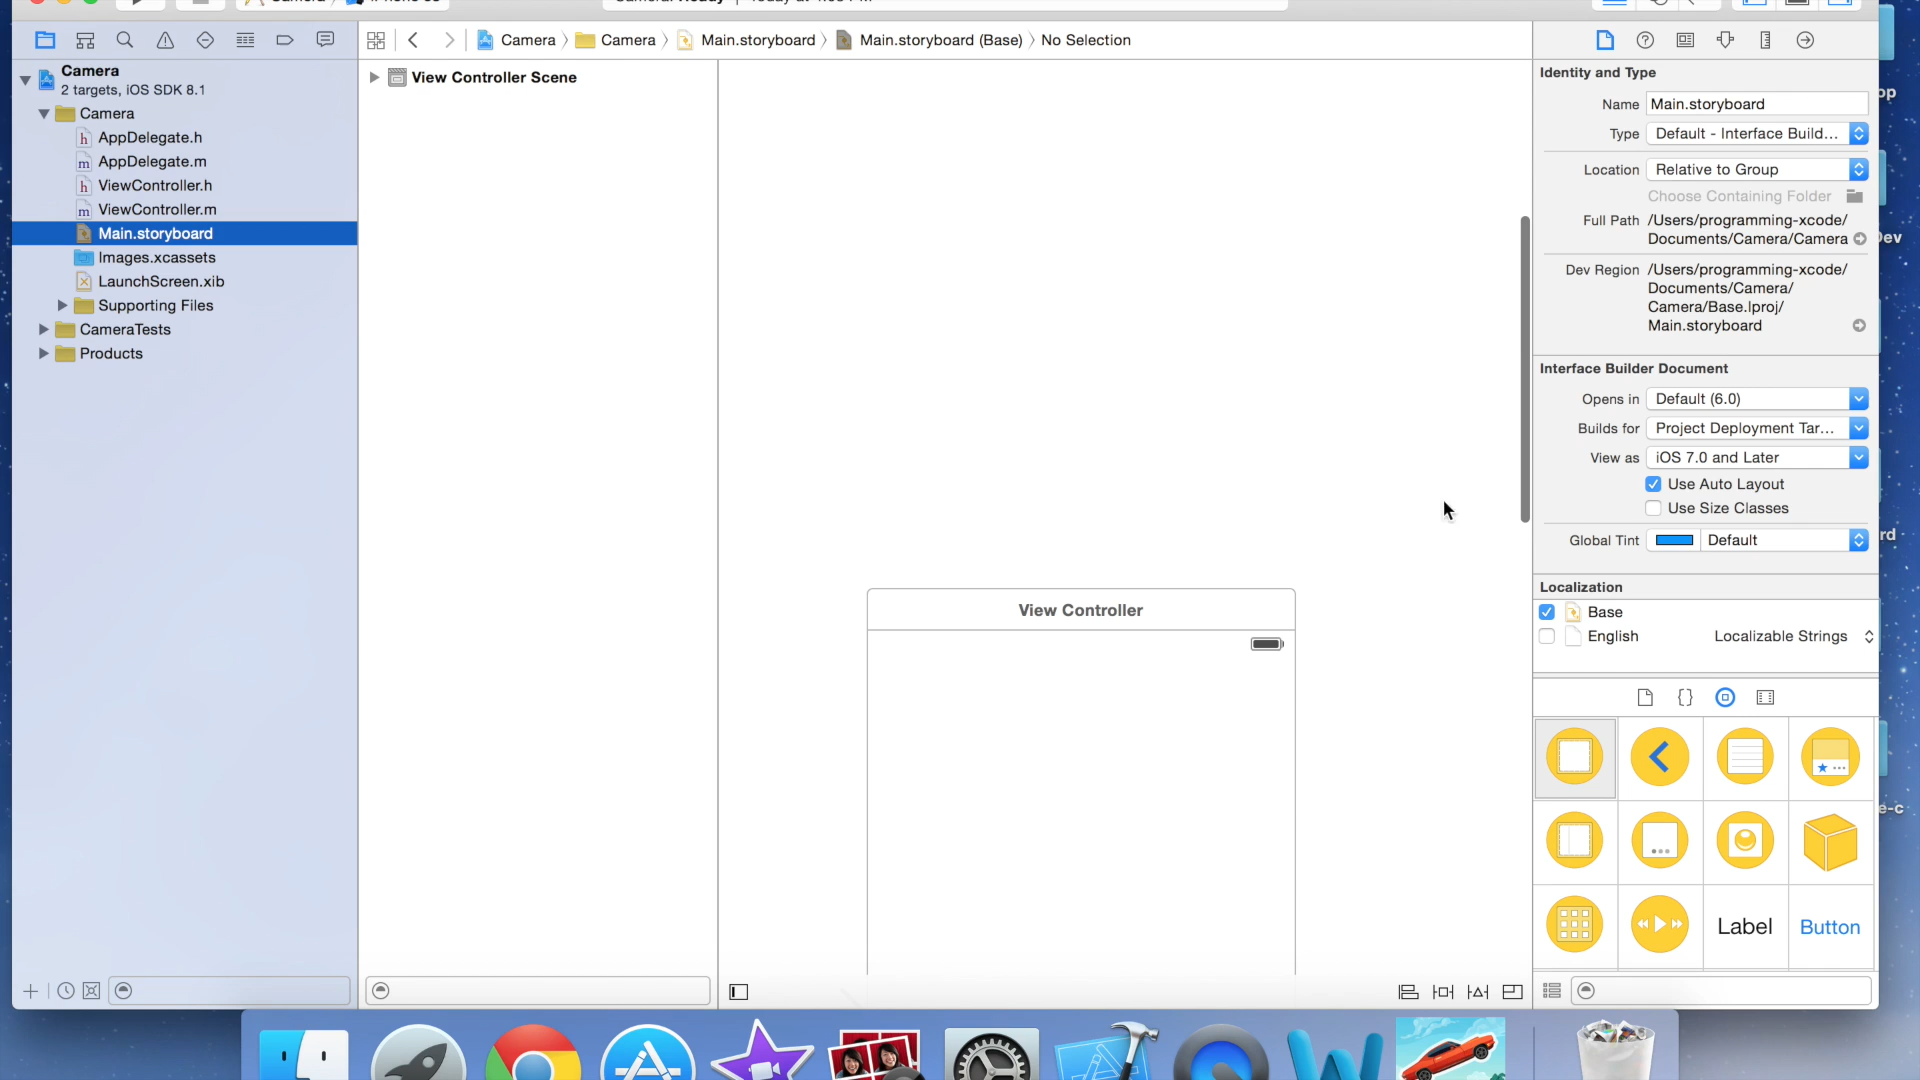 Camera
Camera
Main.storyboard
Main.storyboard (Base)
No Selection
Camera
2 targets, iOS SDK 8.1
Camera
AppDelegate.h
AppDelegate.m
ViewController.h
ViewController.m
Main.storyboard
Images.xcassets
LaunchScreen.xib
Supporting Files
CameraTests
Products
View Controller Scene
View Controller
Identity and Type
Name Main.storyboard
Type Default - Interface Build...
Location Relative to Group
Choose Containing Folder
Full Path /Users/programming-xcode/
Documents/Camera/Camera
Dev Region /Users/programming-xcode/
Documents/Camera/
Camera/Base.lproj/
Main.storyboard
Interface Builder Document
Opens in Default (6.0)
Builds for Project Deployment Tar...
View as iOS 7.0 and Later
Use Auto Layout
Use Size Classes
Global Tint Default
Localization
Base
English Localizable Strings
Label
Button